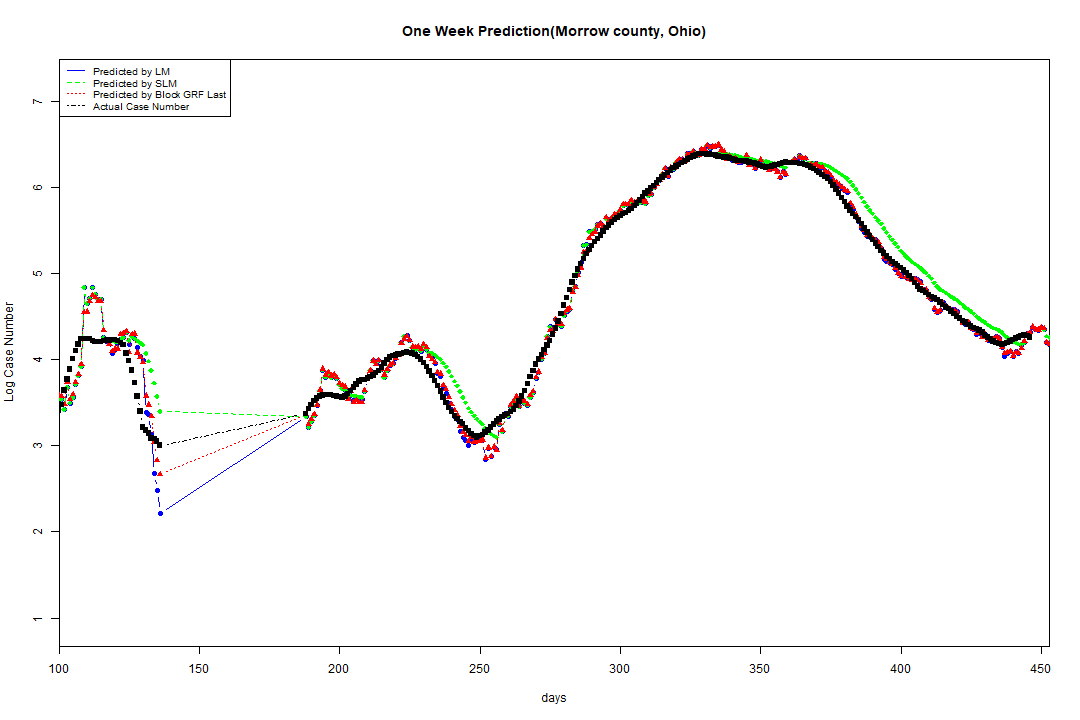 One Week Prediction(Morrow county, Ohio)
Predicted by LM
Predicted by SLM
Predicted by Block GRF Last
Actual Case Number
7
6
5
4
3
2
1
Log Case Number
100 150 200 250 300 350 400 450
days